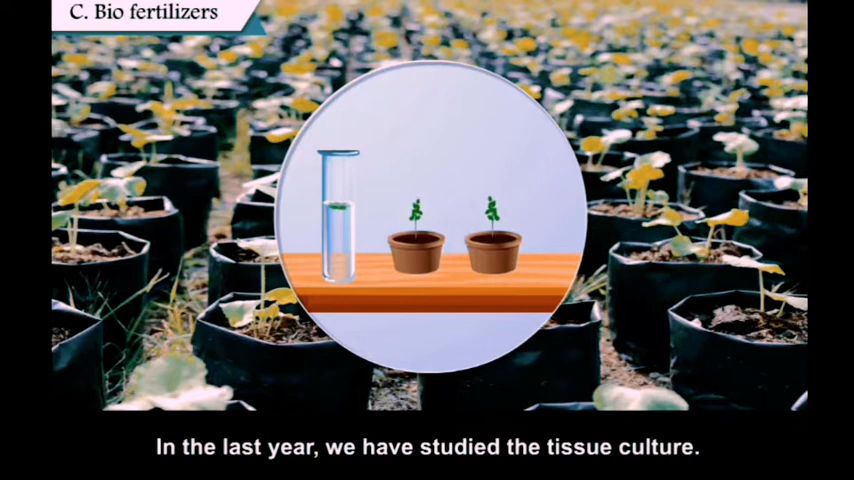 C. Bio fertilizers
In the last year, we have studied the tissue culture.